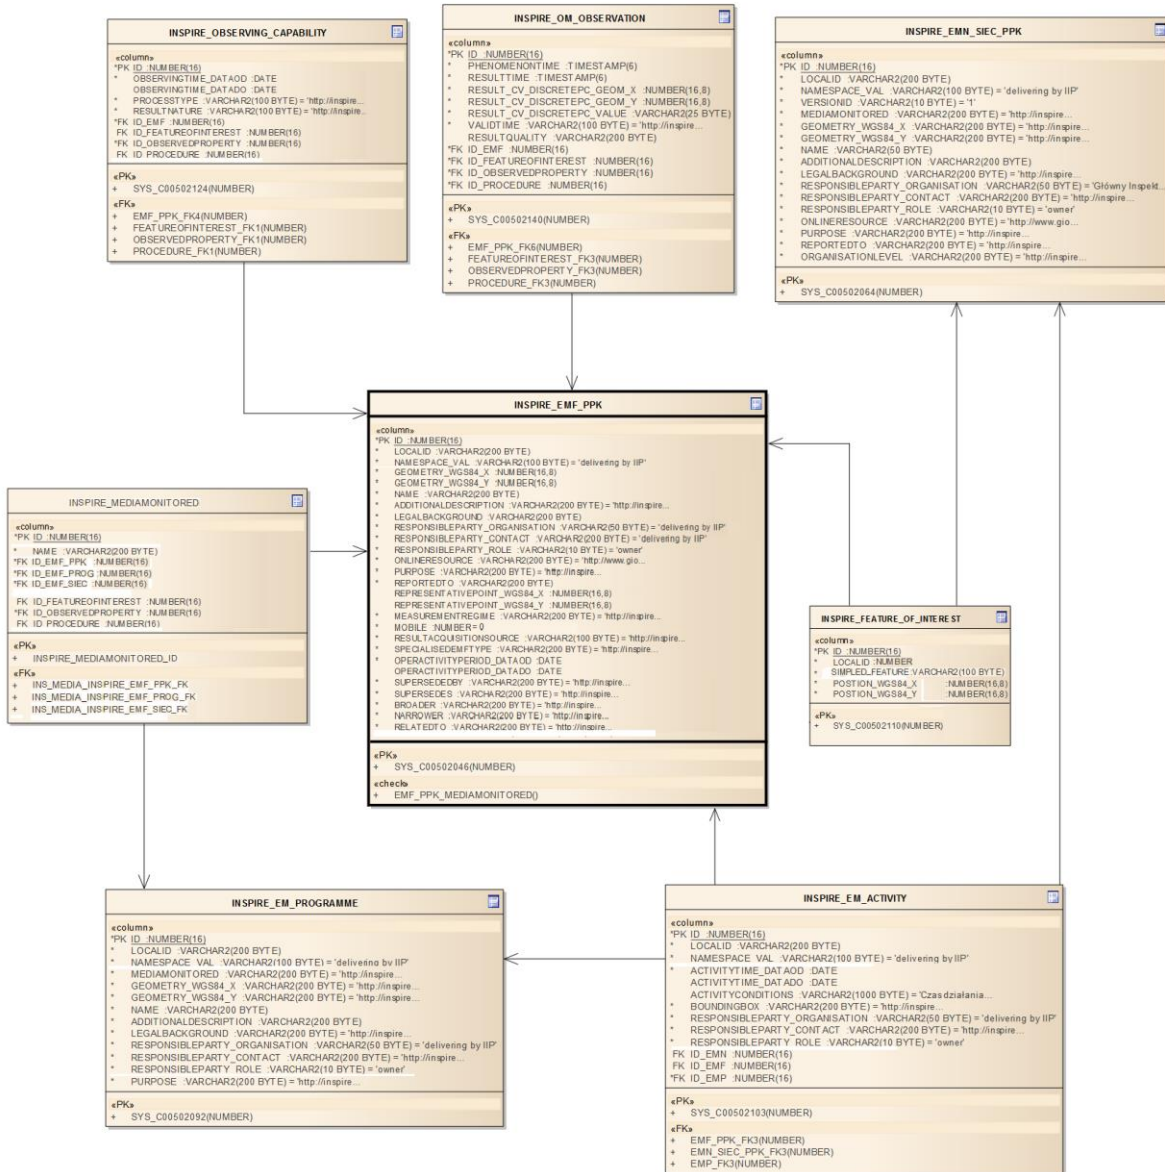 INSPIRE_OBSERVING_CAPABILITY
«column»
*PK ID :NUMBER(16)
* OBSERVINGTIME_DATAOD :DATE
OBSERVINGTIME_DATADO :DATE
* PROCESSTYPE :VARCHAR2(100 BYTE) = 'http://inspire...
* RESULTNATURE :VARCHAR2(100 BYTE) = 'http://inspire...
*FK ID_EMF :NUMBER(16)
FK ID_FEATUREOFINTEREST :NUMBER(16)
*FK ID_OBSERVEDPROPERTY :NUMBER(16)
FK ID_PROCEDURE :NUMBER(16)
«PK»
+ SYS_C00502124(NUMBER)
«FK»
+ EMF_PPK_FK4(NUMBER)
+ FEATUREOFINTEREST_FK1(NUMBER)
+ OBSERVEDPROPERTY_FK1(NUMBER)
+ PROCEDURE_FK1(NUMBER)
INSPIRE_OM_OBSERVATION
«column»
*PK ID :NUMBER(16)
* PHENOMENONTIME :TIMESTAMP(6)
* RESULTTIME :TIMESTAMP(6)
* RESULT_CV_DISCRETEPC_GEOM_X :NUMBER(16,8)
* RESULT_CV_DISCRETEPC_GEOM_Y :NUMBER(16,8)
* RESULT_CV_DISCRETEPC_VALUE :VARCHAR2(25 BYTE)
* VALIDTIME :VARCHAR2(100 BYTE) = 'http://inspire...
RESULTQUALITY :VARCHAR2(200 BYTE)
*FK ID_EMF :NUMBER(16)
*FK ID_FEATUREOFINTEREST :NUMBER(16)
*FK ID_OBSERVEDPROPERTY :NUMBER(16)
*FK ID_PROCEDURE :NUMBER(16)
«PK»
+ SYS_C00502140(NUMBER)
«FK»
+ EMF_PPK_FK6(NUMBER)
+ FEATUREOFINTEREST_FK3(NUMBER)
+ OBSERVEDPROPERTY_FK3(NUMBER)
+ PROCEDURE_FK3(NUMBER)
INSPIRE_EMN_SIEC_PPK
«column»
*PK ID :NUMBER(16)
* LOCALID :VARCHAR2(200 BYTE)
* NAMESPACE_VAL :VARCHAR2(100 BYTE) = 'delivering by IIP'
* VERSIONID :VARCHAR2(10 BYTE) = '1'
* MEDIAMONITORED :VARCHAR2(200 BYTE) = 'http://inspire...
* GEOMETRY_WGS84_X :VARCHAR2(200 BYTE) = 'http://inspire...
* GEOMETRY_WGS84_Y :VARCHAR2(200 BYTE) = 'http://inspire...
* NAME :VARCHAR2(50 BYTE)
* ADDITIONALDESCRIPTION :VARCHAR2(200 BYTE)
* LEGALBACKGROUND :VARCHAR2(200 BYTE) = 'http://inspire...
* RESPONSIBLEPARTY_ORGANISATION :VARCHAR2(50 BYTE) = 'Główny Inspekt...
* RESPONSIBLEPARTY_CONTACT :VARCHAR2(200 BYTE) = 'http://inspire...
* RESPONSIBLEPARTY_ROLE :VARCHAR2(10 BYTE) = 'owner'
* ONLINERESOURCE :VARCHAR2(200 BYTE) = 'http://www.gio...
* PURPOSE :VARCHAR2(200 BYTE) = 'http://inspire...
* REPORTEDTO :VARCHAR2(200 BYTE) = 'http://inspire...
* ORGANISATIONLEVEL :VARCHAR2(200 BYTE) = 'http://inspire...
«PK»
+ SYS_C00502064(NUMBER)
INSPIRE_EMF_PPK
«column»
*PK ID :NUMBER(16)
* LOCALID :VARCHAR2(200 BYTE)
* NAMESPACE_VAL :VARCHAR2(100 BYTE) = 'delivering by IIP'
* GEOMETRY_WGS84_X :NUMBER(16,8)
* GEOMETRY_WGS84_Y :NUMBER(16,8)
* NAME :VARCHAR2(200 BYTE)
* ADDITIONALDESCRIPTION :VARCHAR2(200 BYTE) = 'http://inspire...
* LEGALBACKGROUND :VARCHAR2(200 BYTE)
* RESPONSIBLEPARTY_ORGANISATION :VARCHAR2(50 BYTE) = 'delivering by IIP'
* RESPONSIBLEPARTY_CONTACT :VARCHAR2(200 BYTE) = 'delivering by IIP'
* RESPONSIBLEPARTY_ROLE :VARCHAR2(10 BYTE) = 'owner'
* ONLINERESOURCE :VARCHAR2(200 BYTE) = 'http://www.gio...
* PURPOSE :VARCHAR2(200 BYTE) = 'http://inspire...
* REPORTEDTO :VARCHAR2(200 BYTE)
REPRESENTATIVEPOINT_WGS84_X :NUMBER(16,8)
REPRESENTATIVEPOINT_WGS84_Y :NUMBER(16,8)
* MEASUREMENTREGIME :VARCHAR2(200 BYTE) = 'http://inspire...
* MOBILE :NUMBER = 0
* RESULTACQUISITIONSOURCE :VARCHAR2(100 BYTE) = 'http://inspire...
* SPECIALISEDEMFTYPE :VARCHAR2(200 BYTE) = 'http://inspire...
* OPERACTIVITYPERIOD_DATAOD :DATE
OPERACTIVITYPERIOD_DATADO :DATE
* SUPERSEDEDBY :VARCHAR2(200 BYTE) = 'http://inspire...
* SUPERSEDES :VARCHAR2(200 BYTE) = 'http://inspire...
* BROADER :VARCHAR2(200 BYTE) = 'http://inspire...
* NARROWER :VARCHAR2(200 BYTE) = 'http://inspire...
* RELATEDTO :VARCHAR2(200 BYTE) = 'http://inspire...
«PK»
+ SYS_C00502046(NUMBER)
«check»
+ EMF_PPK_MEDIAMONITORED()
INSPIRE_MEDIAMONITORED
«column»
*PK ID :NUMBER(16)
* NAME :VARCHAR2(200 BYTE)
*FK ID_EMF_PPK :NUMBER(16)
*FK ID_EMF_PROG :NUMBER(16)
*FK ID_EMF_SIEC :NUMBER(16)
FK ID_FEATUREOFINTEREST :NUMBER(16)
*FK ID_OBSERVEDPROPERTY :NUMBER(16)
FK ID_PROCEDURE :NUMBER(16)
«PK»
+ INSPIRE_MEDIAMONITORED_ID
«FK»
+ INS_MEDIA_INSPIRE_EMF_PPK_FK
+ INS_MEDIA_INSPIRE_EMF_PROG_FK
+ INS_MEDIA_INSPIRE_EMF_SIEC_FK
INSPIRE_FEATURE_OF_INTEREST
«column»
*PK ID :NUMBER(16)
* LOCALID :NUMBER
* SIMPLED_FEATURE:VARCHAR2(100 BYTE)
* POSTION_WGS84_X :NUMBER(16,8)
* POSTION_WGS84_Y :NUMBER(16,8)
«PK»
+ SYS_C00502110(NUMBER)
INSPIRE_EM_PROGRAMME
«column»
*PK ID :NUMBER(16)
* LOCALID :VARCHAR2(200 BYTE)
* NAMESPACE_VAL :VARCHAR2(100 BYTE) = 'delivering by IIP'
* MEDIAMONITORED :VARCHAR2(200 BYTE) = 'http://inspire...
* GEOMETRY_WGS84_X :VARCHAR2(200 BYTE) = 'http://inspire...
* GEOMETRY_WGS84_Y :VARCHAR2(200 BYTE) = 'http://inspire...
* NAME :VARCHAR2(200 BYTE)
* ADDITIONALDESCRIPTION :VARCHAR2(200 BYTE)
* LEGALBACKGROUND :VARCHAR2(200 BYTE) = 'http://inspire...
* RESPONSIBLEPARTY_ORGANISATION :VARCHAR2(50 BYTE) = 'delivering by IIP'
* RESPONSIBLEPARTY_CONTACT :VARCHAR2(200 BYTE) = 'http://inspire...
* RESPONSIBLEPARTY_ROLE :VARCHAR2(10 BYTE) = 'owner'
* PURPOSE :VARCHAR2(200 BYTE) = 'http://inspire...
«PK»
+ SYS_C00502092(NUMBER)
INSPIRE_EM_ACTIVITY
«column»
*PK ID :NUMBER(16)
* LOCALID :VARCHAR2(200 BYTE)
* NAMESPACE_VAL :VARCHAR2(100 BYTE) = 'delivering by IIP'
ACTIVITYTIME_DATAOD :DATE
ACTIVITYTIME_DATADO :DATE
ACTIVITYCONDITIONS :VARCHAR2(1000 BYTE) = 'Czas działania...
* BOUNDINGBOX :VARCHAR2(200 BYTE) = 'http://inspire...
* RESPONSIBLEPARTY_ORGANISATION :VARCHAR2(50 BYTE) = 'delivering by IIP'
* RESPONSIBLEPARTY_CONTACT :VARCHAR2(200 BYTE) = 'http://inspire...
* RESPONSIBLEPARTY_ROLE :VARCHAR2(10 BYTE) = 'owner'
FK ID_EMN :NUMBER(16)
FK ID_EMF :NUMBER(16)
*FK ID_EMP :NUMBER(16)
«PK»
+ SYS_C00502103(NUMBER)
«FK»
+ EMF_PPK_FK3(NUMBER)
+ EMN_SIEC_PPK_FK3(NUMBER)
+ EMP_FK3(NUMBER)